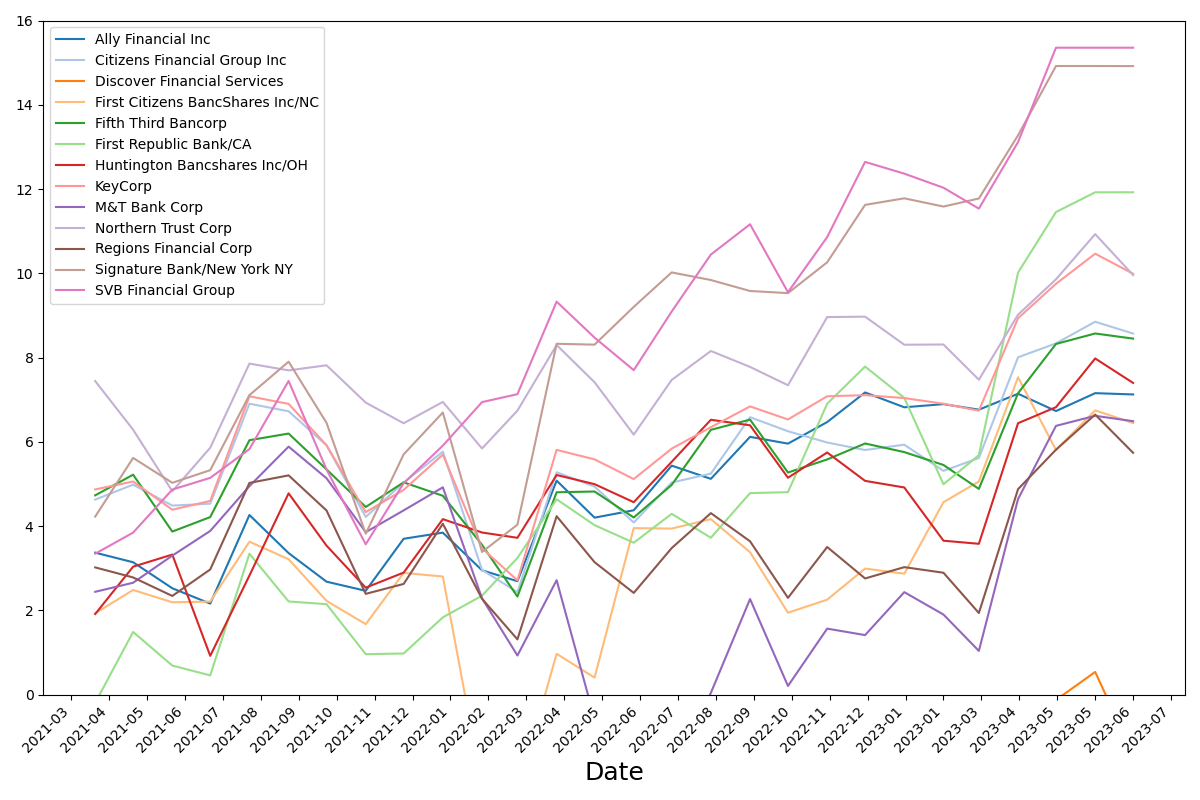 16
14
12
10
8
6
4
2
0
Ally Financial Inc
Citizens Financial Group Inc
Discover Financial Services
First Citizens BancShares Inc/NC
Fifth Third Bancorp
First Republic Bank/CA
Huntington Bancshares Inc/OH
KeyCorp
M&T Bank Corp
Northern Trust Corp
Regions Financial Corp
Signature Bank/New York NY
SVB Financial Group
2021-03
2021-04
2021-05
2021-06
2021-07
2021-08
2021-09
2021-10
2021-11
2021-12
2022-01
2022-02
2022-03
2022-04
2022-05
2022-06
2022-07
2022-08
2022-09
2022-10
2022-11
2022-12
2023-01
2023-01
2023-03
2023-04
2023-05
2023-05
2023-06
2023-07
Date